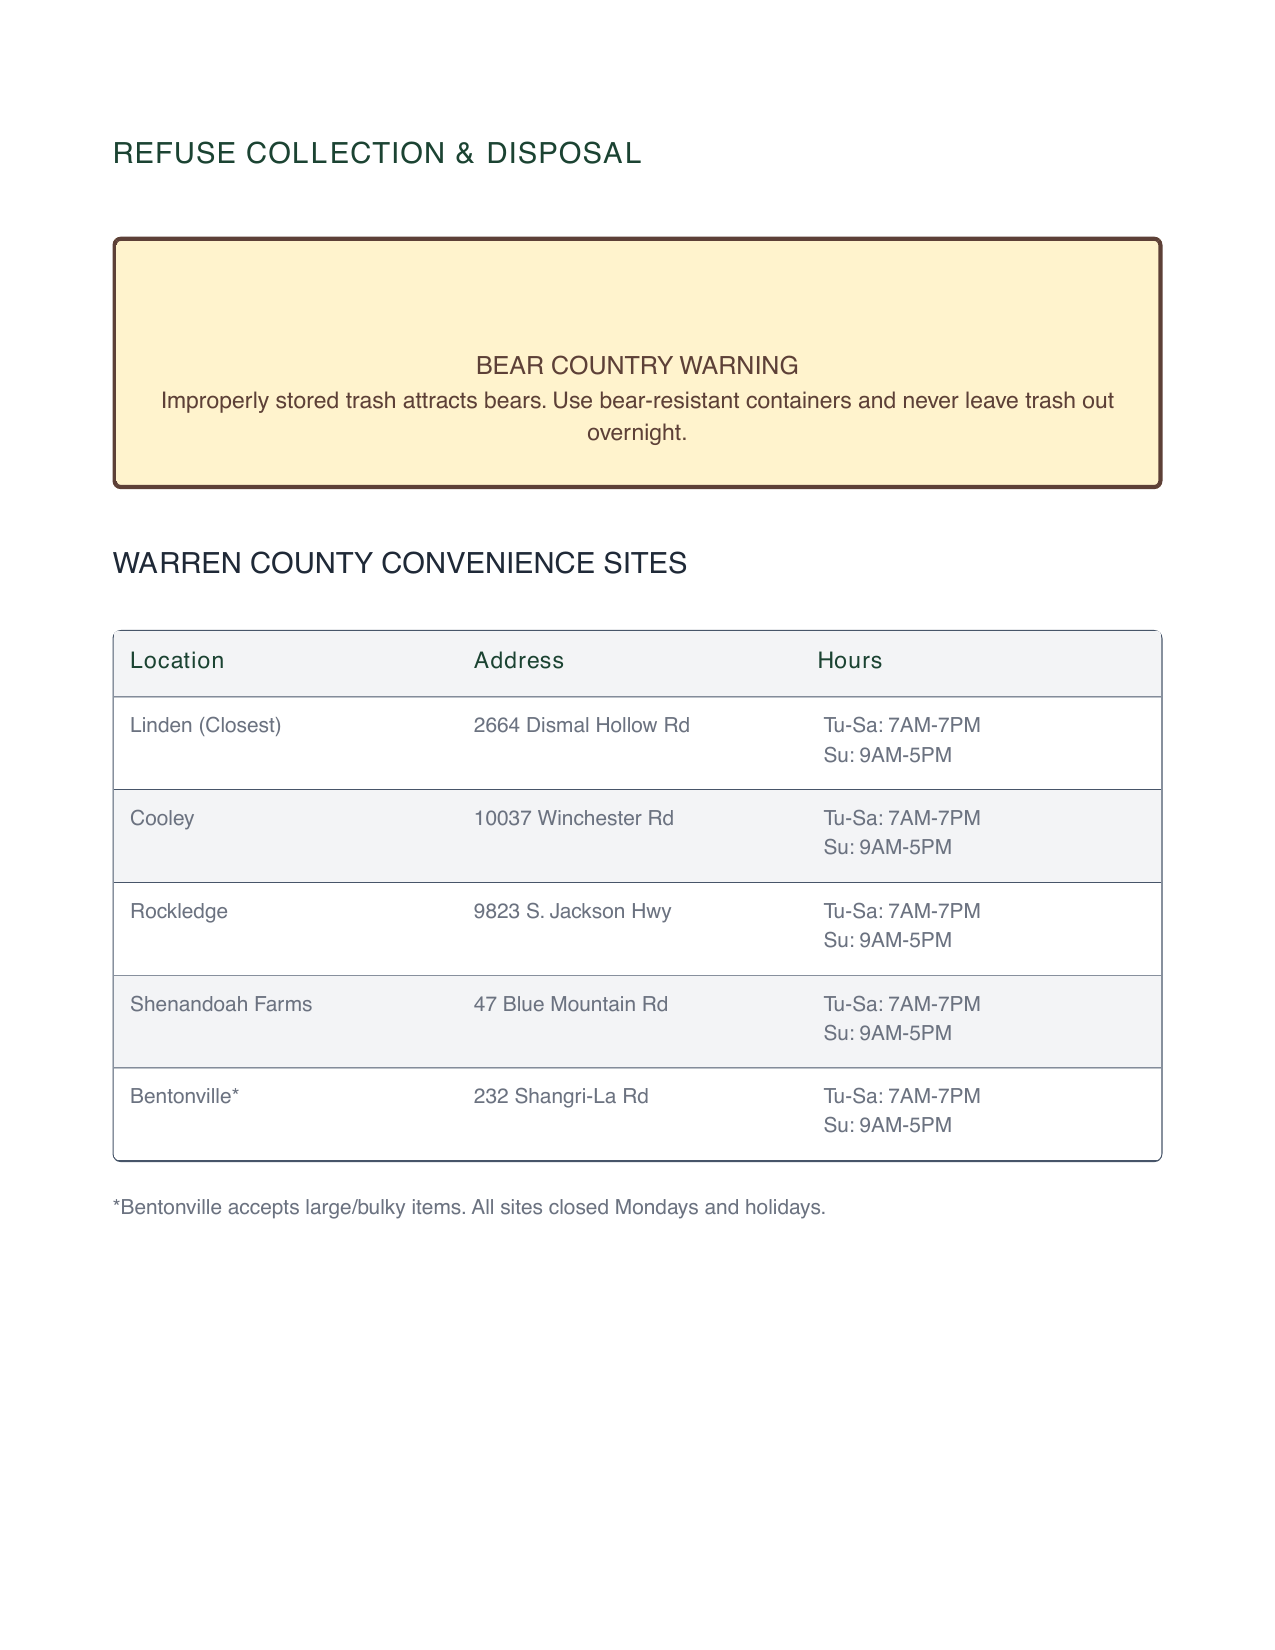 REFUSE COLLECTION & DISPOSAL
BEAR COUNTRY WARNING
Improperly stored trash attracts bears. Use bear-resistant containers and never leave trash out
overnight.
WARREN COUNTY CONVENIENCE SITES
Location Address Hours
Linden (Closest) 2664 Dismal Hollow Rd Tu-Sa: 7AM-7PM
Su: 9AM-5PM
Cooley 10037 Winchester Rd Tu-Sa: 7AM-7PM
Su: 9AM-5PM
Rockledge 9823 S. Jackson Hwy Tu-Sa: 7AM-7PM
Su: 9AM-5PM
Shenandoah Farms 47 Blue Mountain Rd Tu-Sa: 7AM-7PM
Su: 9AM-5PM
Bentonville* 232 Shangri-La Rd Tu-Sa: 7AM-7PM
Su: 9AM-5PM
*Bentonville accepts large/bulky items. All sites closed Mondays and holidays.